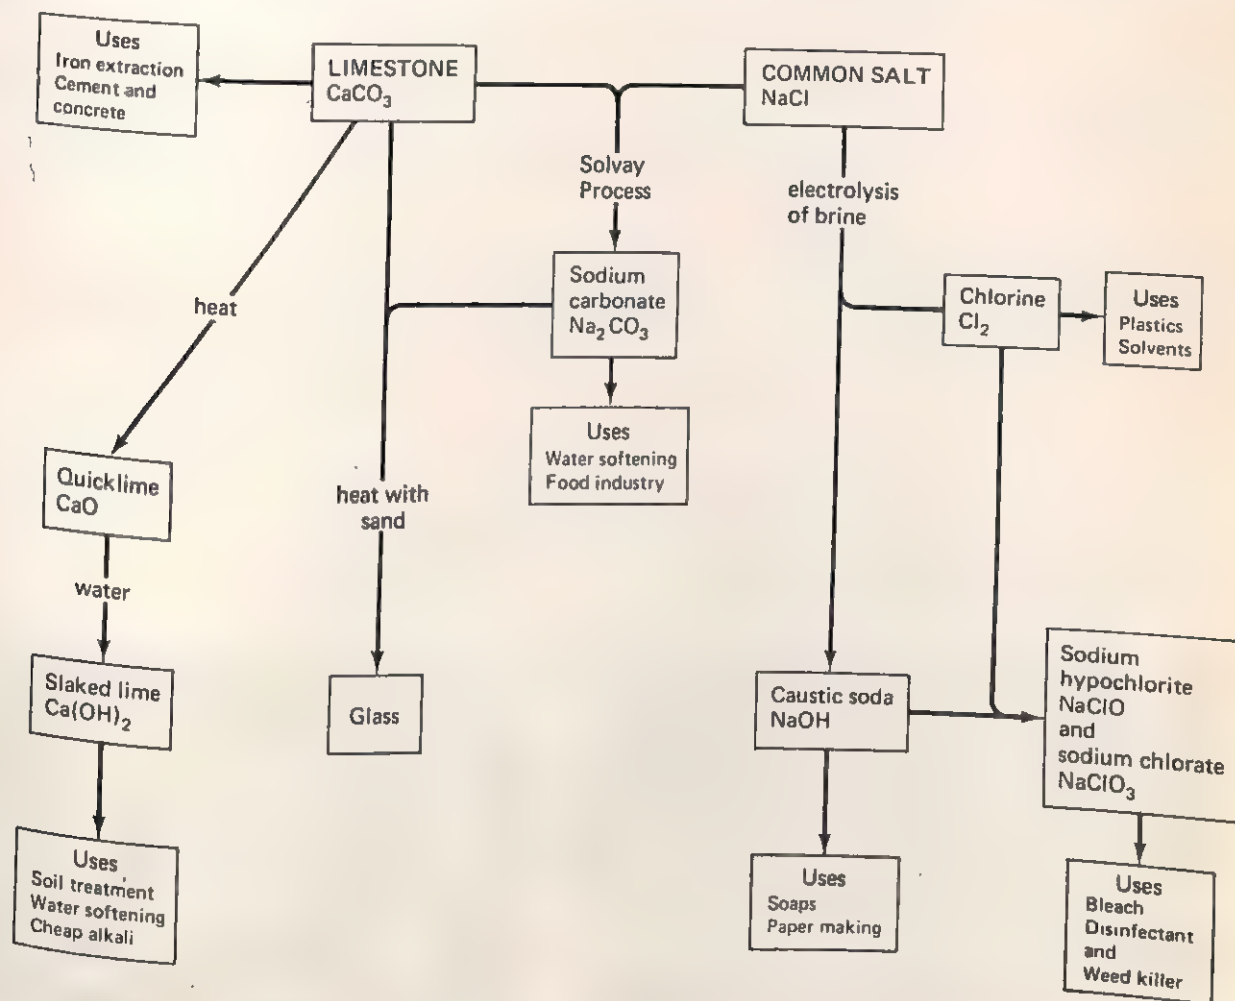 Uses
Iron extraction
Cement and
concrete
LIMESTONE
CaCO₃
COMMON SALT
NaCl
Solvay
Process
electrolysis
of brine
heat
Sodium
carbonate
Na₂CO₃
Chlorine
Cl₂
Uses
Plastics
Solvents
Uses
Water softening
Food industry
Quicklime
CaO
heat with
sand
water
Slaked lime
Ca(OH)₂
Glass
Caustic soda
NaOH
Sodium
hypochlorite
NaClO
and
sodium chlorate
NaClO₃
Uses
Soil treatment
Water softening
Cheap alkali
Uses
Soaps
Paper making
Uses
Bleach
Disinfectant
and
Weed killer